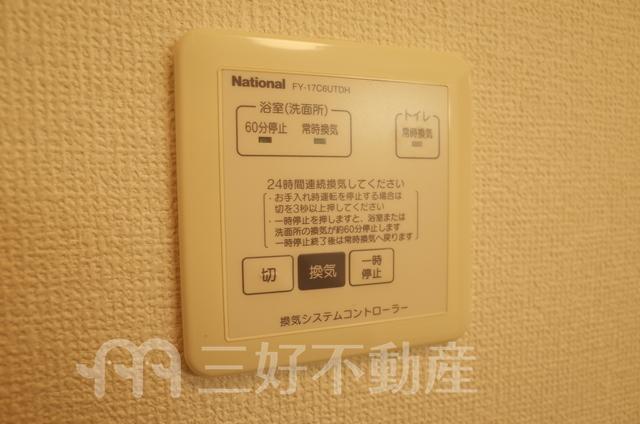 National FY-17C6UTDH
浴室(洗面所)
60分停止 常時換気
トイレ
常時換気
24時間連続換気してください
・お手入れ時運転を停止する場合は
切を3秒以上押してください
・一時停止を押しますと、浴室または
洗面所の換気が約60分停止します
一時停止終了後は常時換気へ戻ります
切
換気
一時
停止
換気システムコントローラー
三好不動産